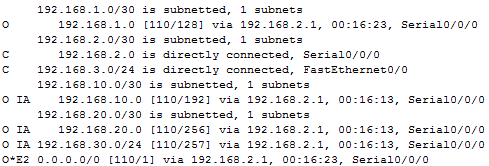 192.168.1.0/30 is subnetted, 1 subnets
O 192.168.1.0 [110/128] via 192.168.2.1, 00:16:23, Serial0/0/0
192.168.2.0/30 is subnetted, 1 subnets
C 192.168.2.0 is directly connected, Serial0/0/0
C 192.168.3.0/24 is directly connected, FastEthernet0/0
192.168.10.0/30 is subnetted, 1 subnets
O IA 192.168.10.0 [110/192] via 192.168.2.1, 00:16:13, Serial0/0/0
192.168.20.0/30 is subnetted, 1 subnets
O IA 192.168.20.0 [110/256] via 192.168.2.1, 00:16:13, Serial0/0/0
O IA 192.168.30.0/24 [110/257] via 192.168.2.1, 00:16:13, Serial0/0/0
O*E2 0.0.0.0/0 [110/1] via 192.168.2.1, 00:16:23, Serial0/0/0